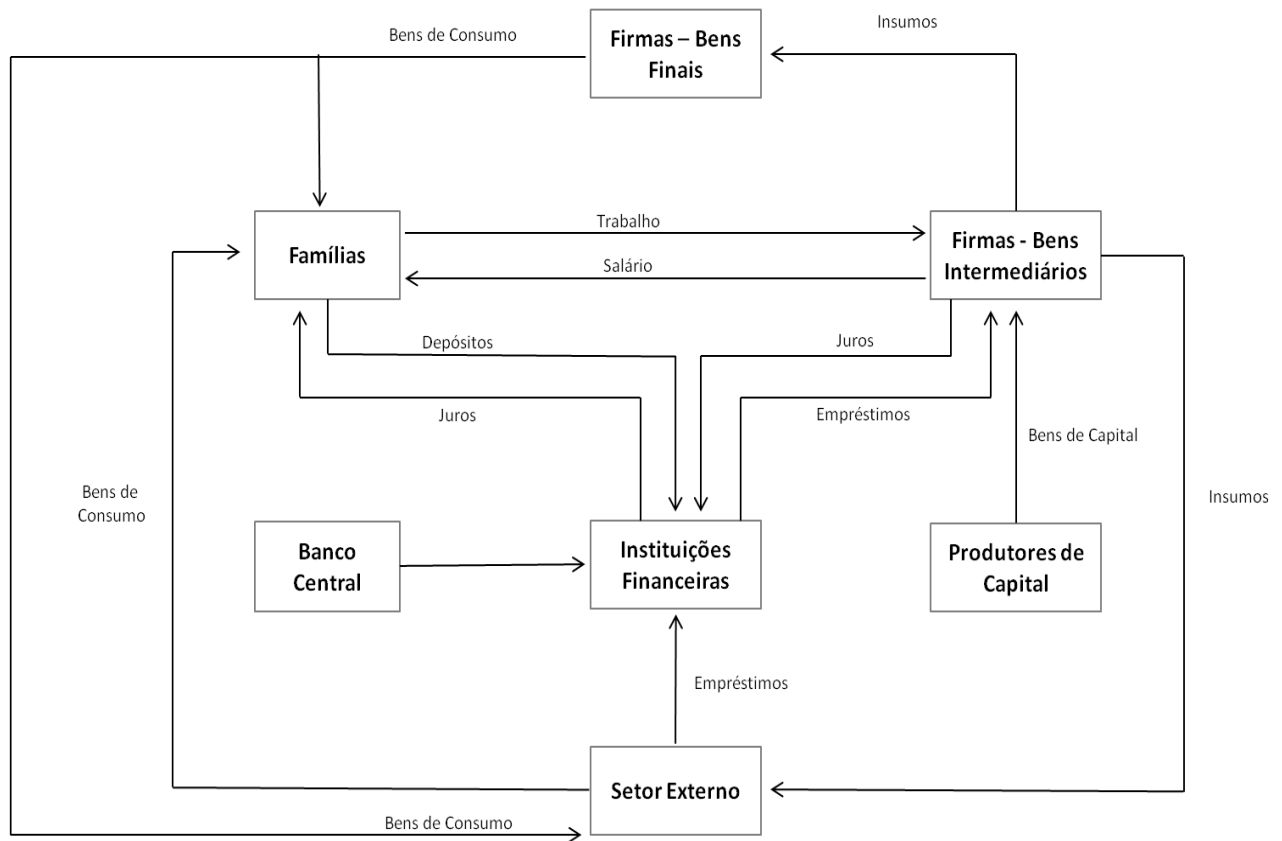 Bens de Consumo
Firmas – Bens
Finais
Insumos
Famílias
Trabalho
Salário
Firmas - Bens
Intermediários
Depósitos
Juros
Juros
Empréstimos
Bens de Capital
Bens de
Consumo
Insumos
Banco
Central
Instituições
Financeiras
Produtores de
Capital
Empréstimos
Setor Externo
Bens de Consumo